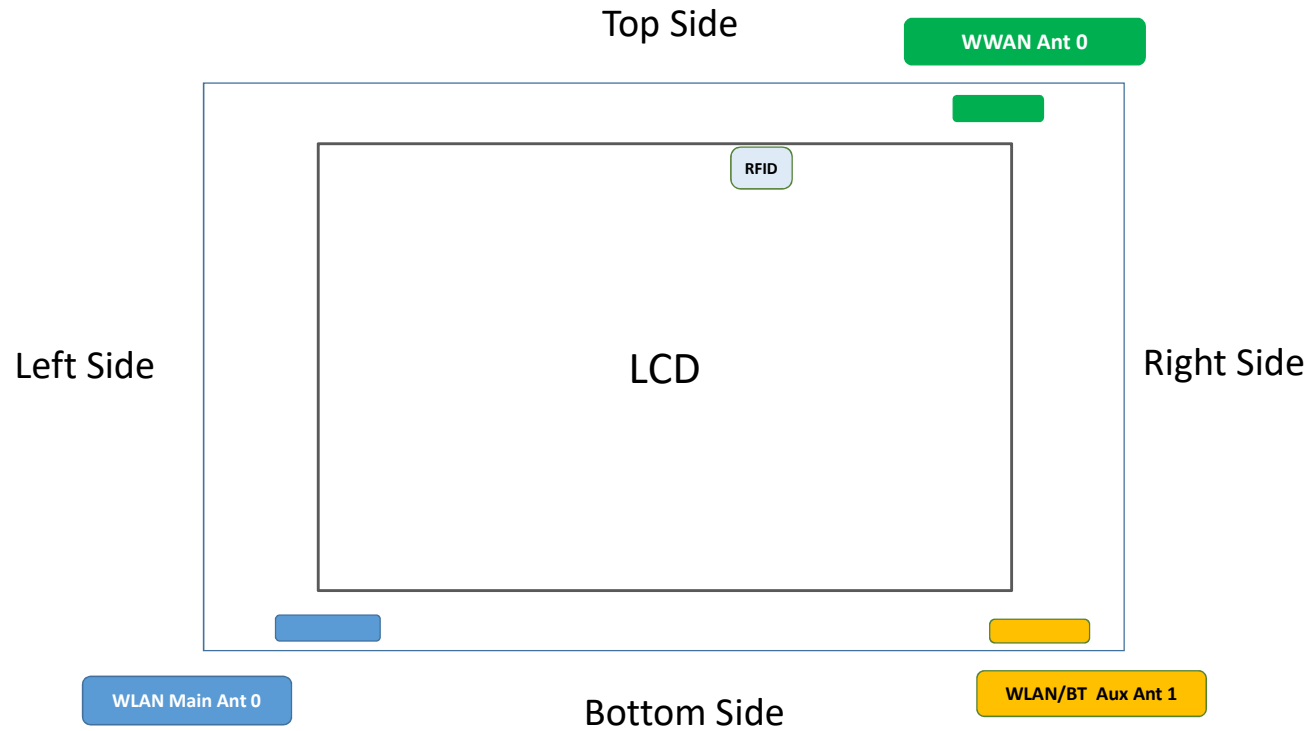 Top Side
WWAN Ant 0
RFID
Left Side
LCD
Right Side
WLAN Main Ant 0
Bottom Side
WLAN/BT  Aux Ant 1